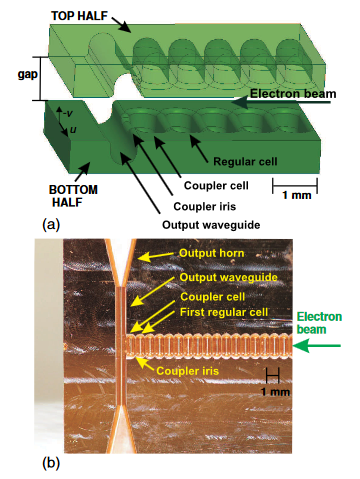 TOP HALF
gap
Electron beam
-v
u
Regular cell
Coupler cell
1 mm
BOTTOM
HALF
Coupler iris
(a)
Output waveguide
Output horn
Output waveguide
Coupler cell
First regular cell
Electron
beam
Coupler iris
1 mm
(b)